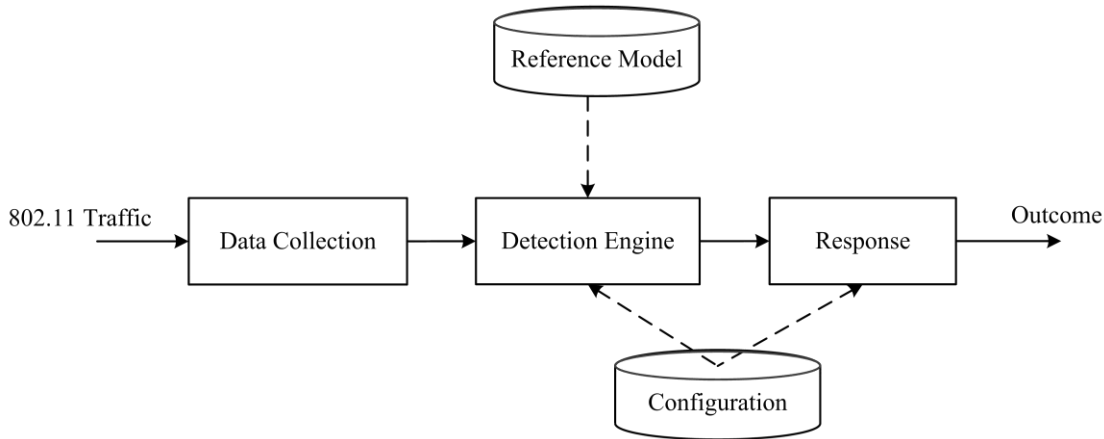 Reference Model
802.11 Traffic
Data Collection
Detection Engine
Response
Outcome
Configuration